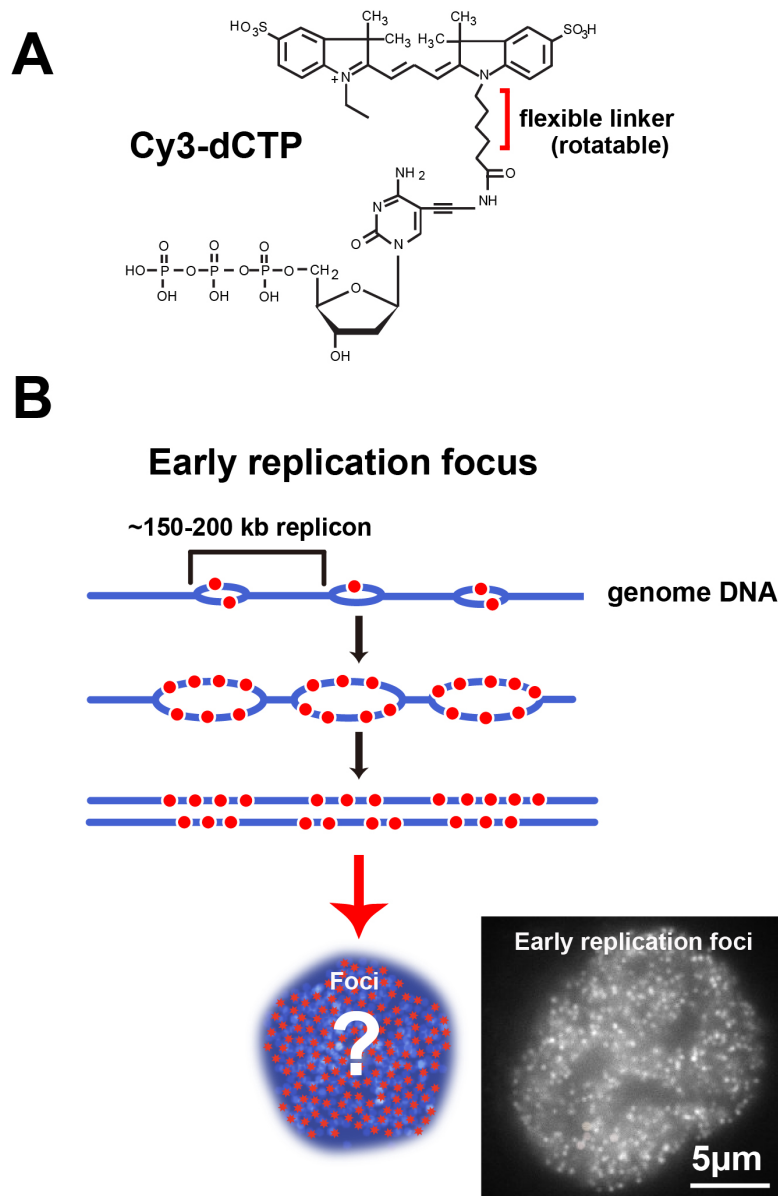 A
HO₃S
CH₃
CH₃
CH₃
H₃C
SO₃H
N
+
N
flexible linker
(rotatable)
Cy3-dCTP
O
NH
NH₂
N
O
N
O
O
O
HO
P
O
P
O
P
O
CH₂
OH
OH
OH
O
OH
B
Early replication focus
~150-200 kb replicon
genome DNA
Foci
?
Early replication foci
5μm